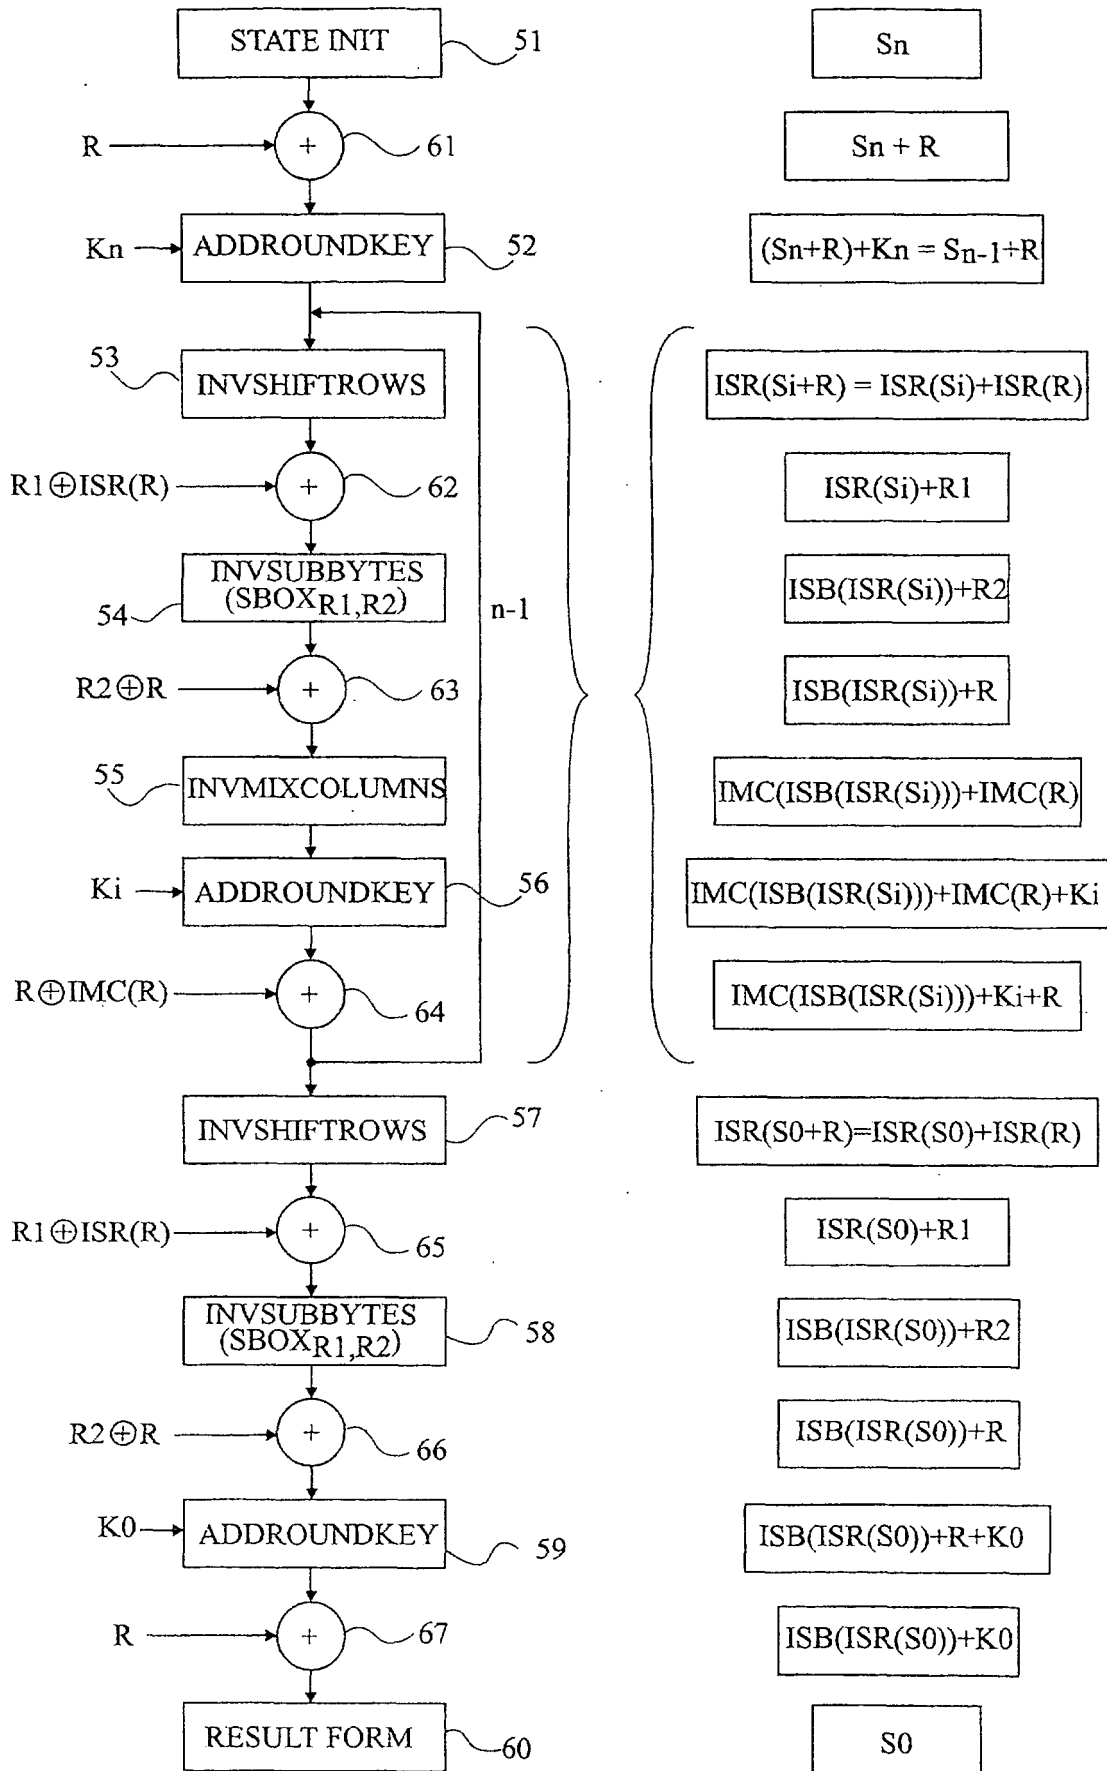 STATE INIT
51
Sn
R
+
61
Sn + R
Kn
ADDROUNDKEY
52
(Sn+R)+Kn = Sn-1+R
53
INVSHIFTROWS
ISR(Si+R) = ISR(Si)+ISR(R)
R1⊕ISR(R)
+
62
ISR(Si)+R1
INVSUBBYTES
(SBOXR1,R2)
54
n-1
ISB(ISR(Si))+R2
R2⊕R
+
63
ISB(ISR(Si))+R
55
INVMIXCOLUMNS
IMC(ISB(ISR(Si)))+IMC(R)
Ki
ADDROUNDKEY
56
IMC(ISB(ISR(Si)))+IMC(R)+Ki
R⊕IMC(R)
+
64
IMC(ISB(ISR(Si)))+Ki+R
INVSHIFTROWS
57
ISR(S0+R)=ISR(S0)+ISR(R)
R1⊕ISR(R)
+
65
ISR(S0)+R1
INVSUBBYTES
(SBOXR1,R2)
58
ISB(ISR(S0))+R2
R2⊕R
+
66
ISB(ISR(S0))+R
K0
ADDROUNDKEY
59
ISB(ISR(S0))+R+K0
R
+
67
ISB(ISR(S0))+K0
RESULT FORM
60
S0